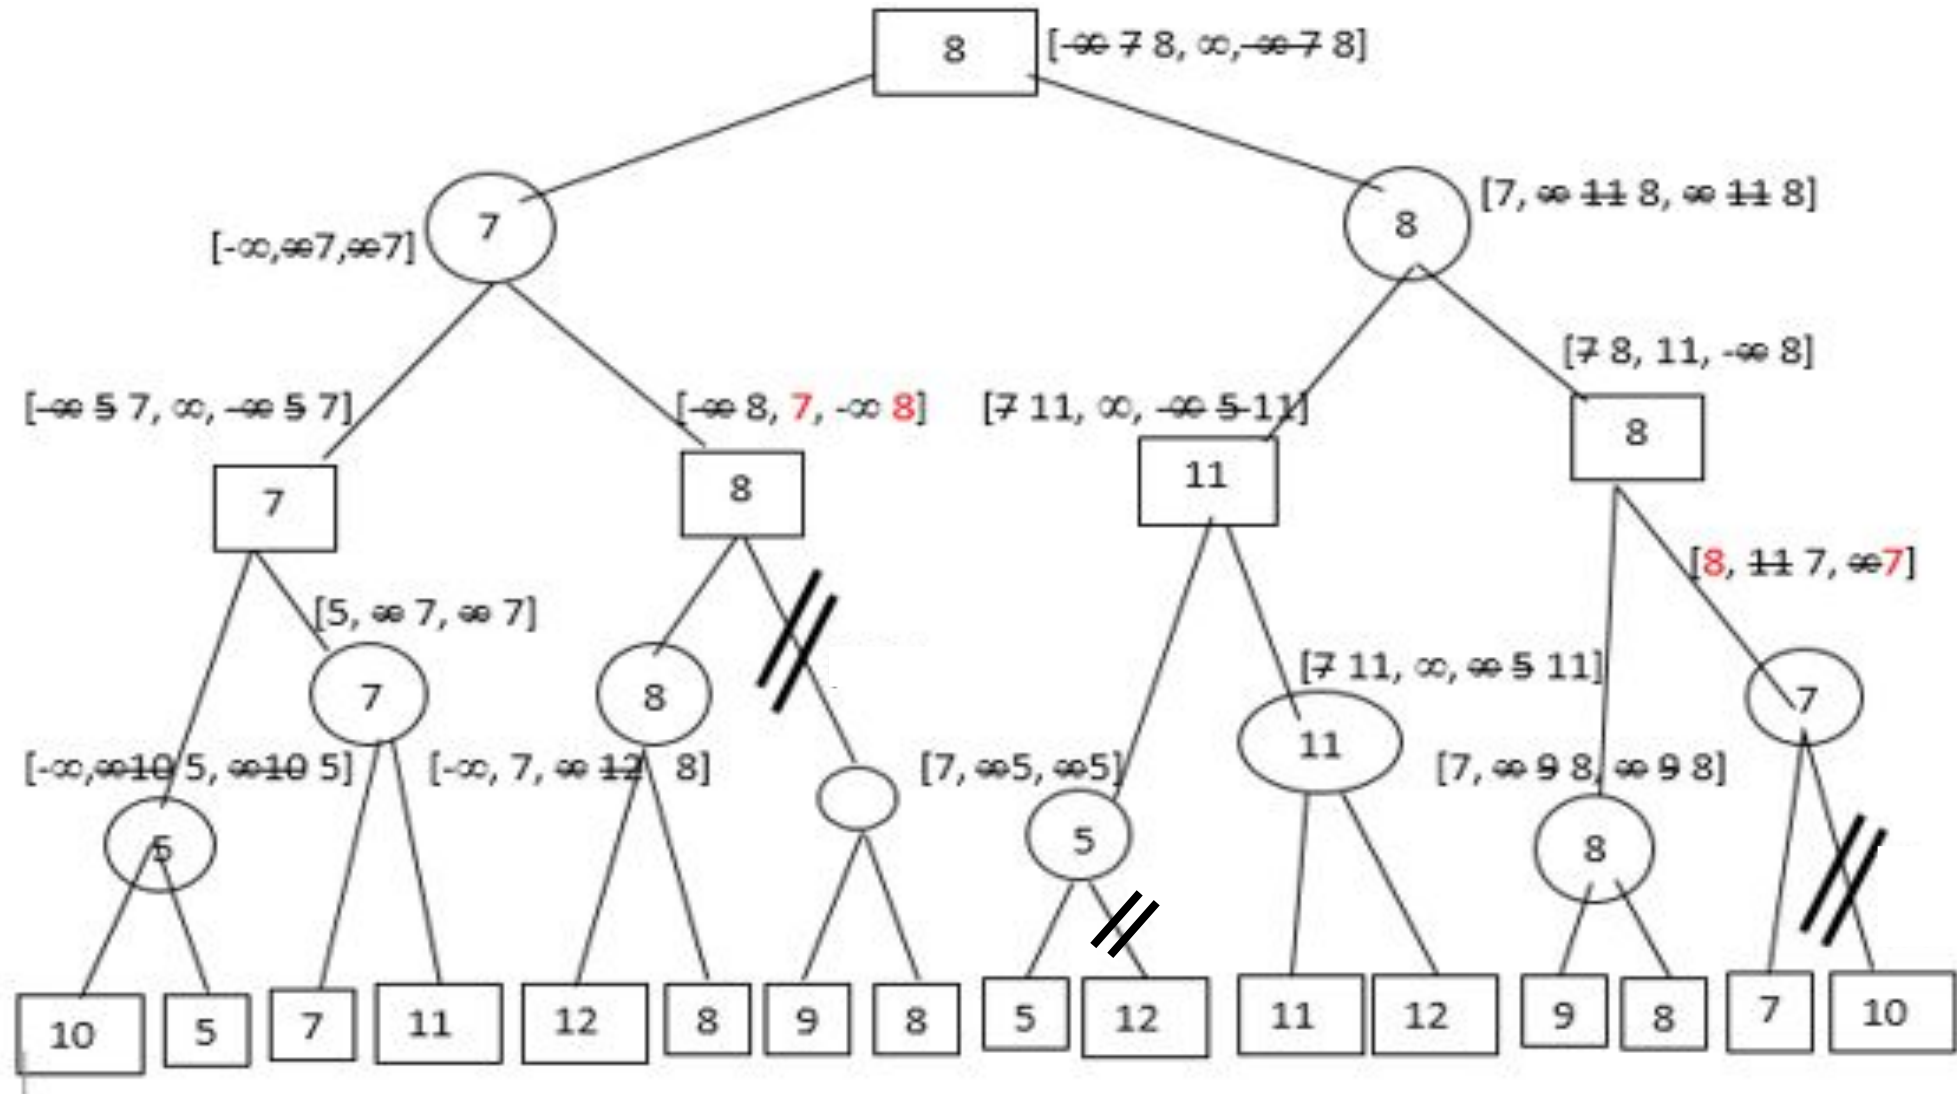 8 [-∞ 7 8, ∞, -∞ 7 8]
7 8 [7, ∞ 11 8, ∞ 11 8]
[-∞,∞7,∞7]
[7 8, 11, -∞ 8]
[-∞ 5 7, ∞, -∞ 5 7] [-∞ 8, 7, -∞ 8] [7 11, ∞, -∞ 5 11]
7 8 11 8
[8, 11 7, ∞7]
[5, ∞ 7, ∞ 7]
[7 11, ∞, ∞ 5 11]
7 8 11 7
[-∞,∞10 5, ∞10 5] [-∞, 7, ∞ 12 8] [7, ∞5, ∞5] [7, ∞ 9 8, ∞ 9 8]
5 5 8
10 5 7 11 12 8 9 8 5 12 11 12 9 8 7 10